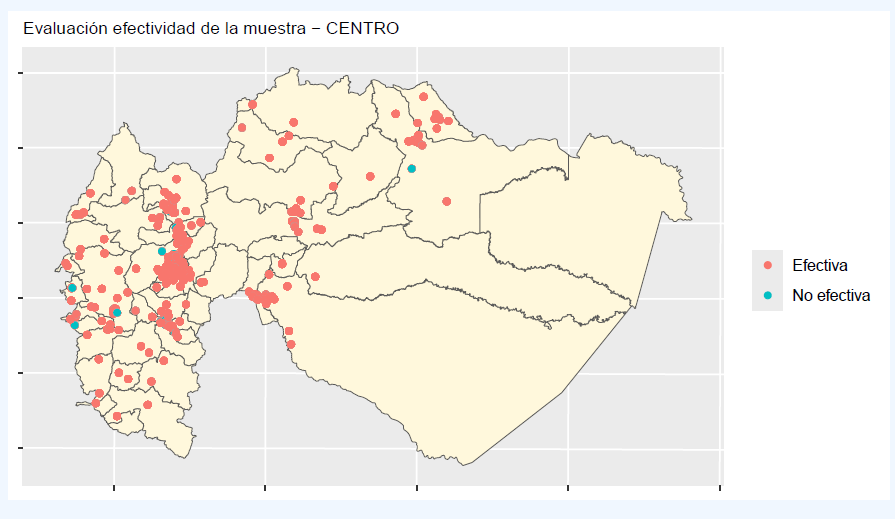 Evaluación efectividad de la muestra − CENTRO
Efectiva
No efectiva